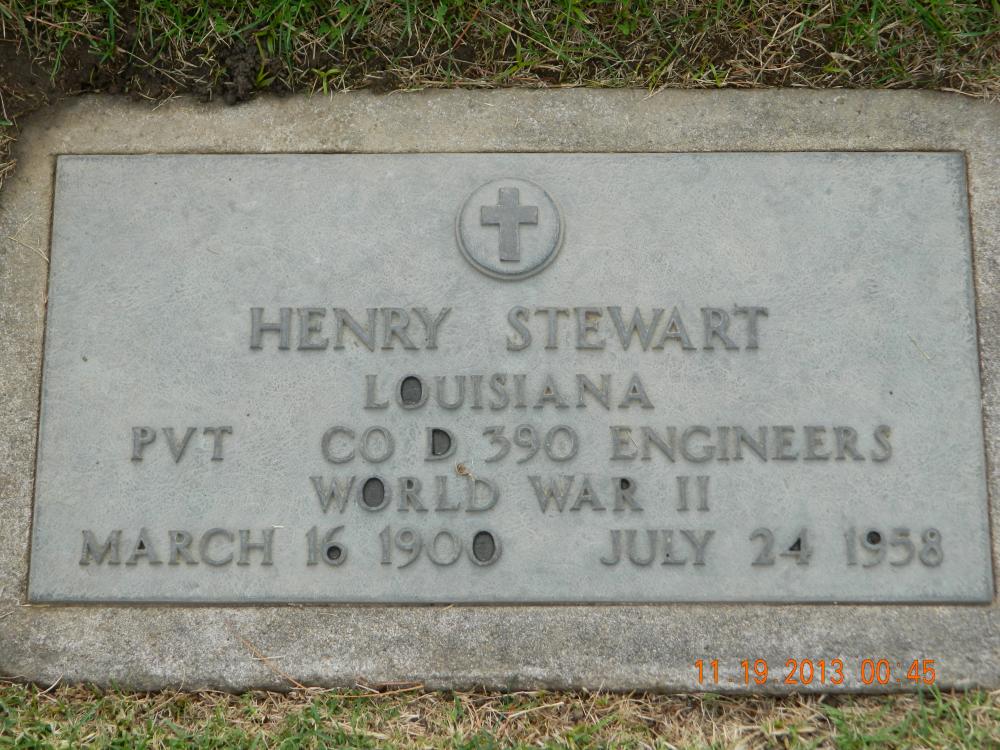 HENRY STEWART
LOUISIANA
PVT CO D 390 ENGINEERS
WORLD WAR II
MARCH 16 1900 JULY 24 1958
11.19.2013 00:45